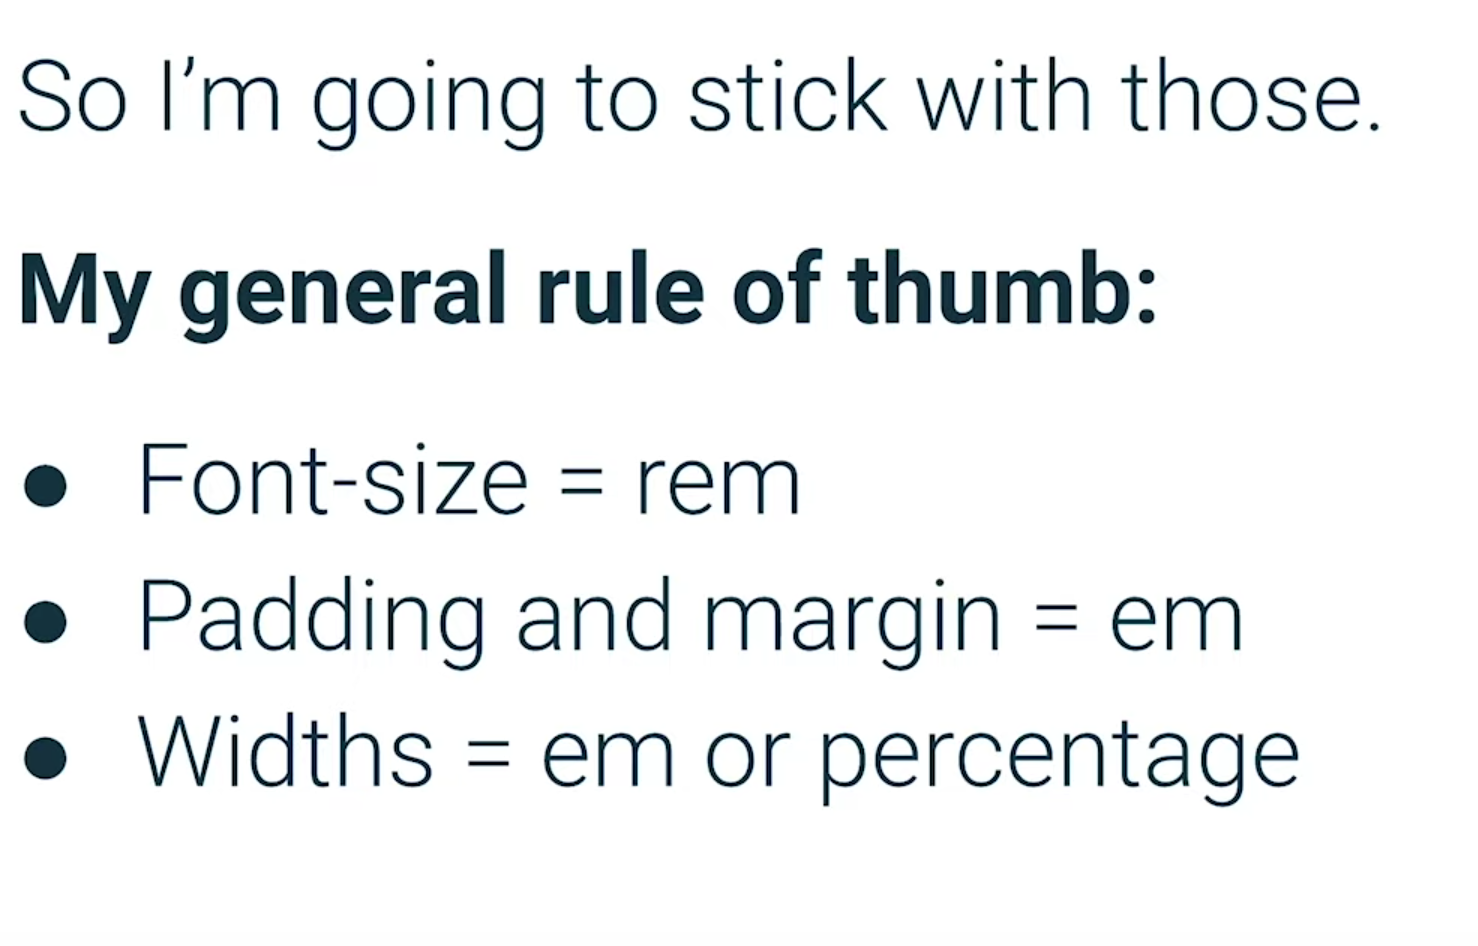 So I’m going to stick with those.
My general rule of thumb:
● Font-size = rem
● Padding and margin = em
● Widths = em or percentage